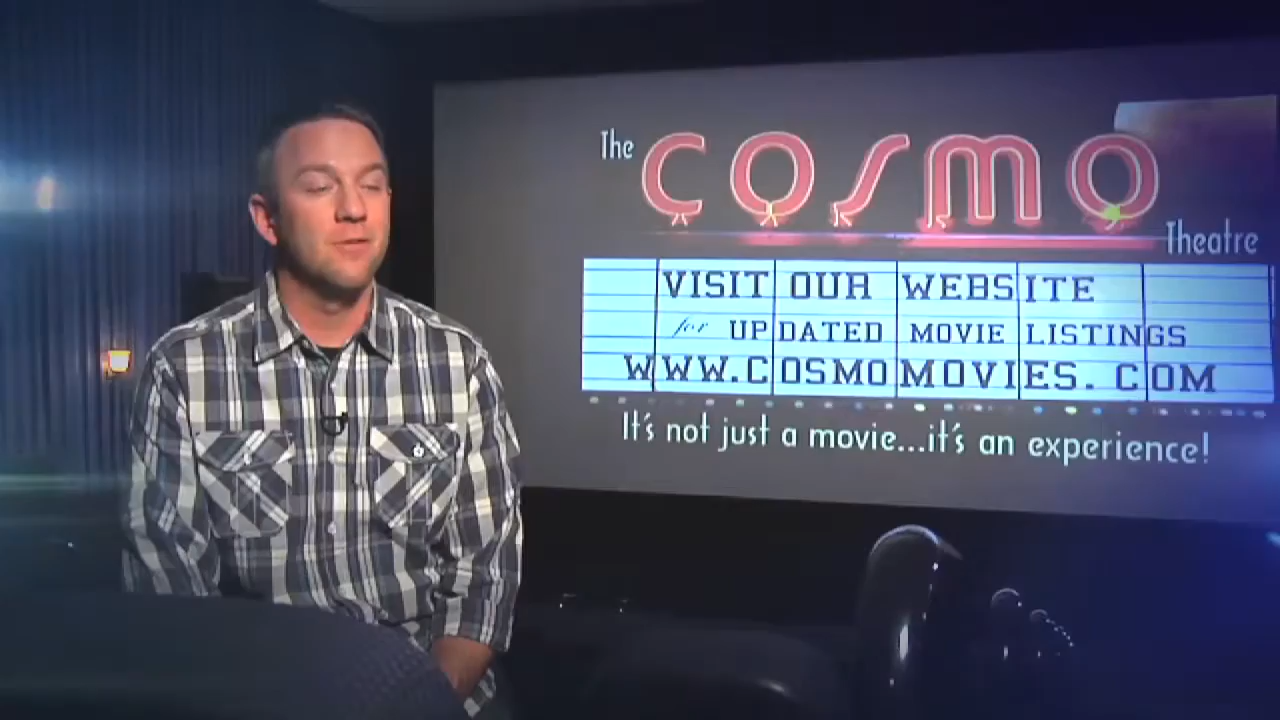 The COSMO Theatre
VISIT OUR WEBSITE
for UPDATED MOVIE LISTINGS
WWW.COSMOMOVIES.COM
It's not just a movie...it's an experience!